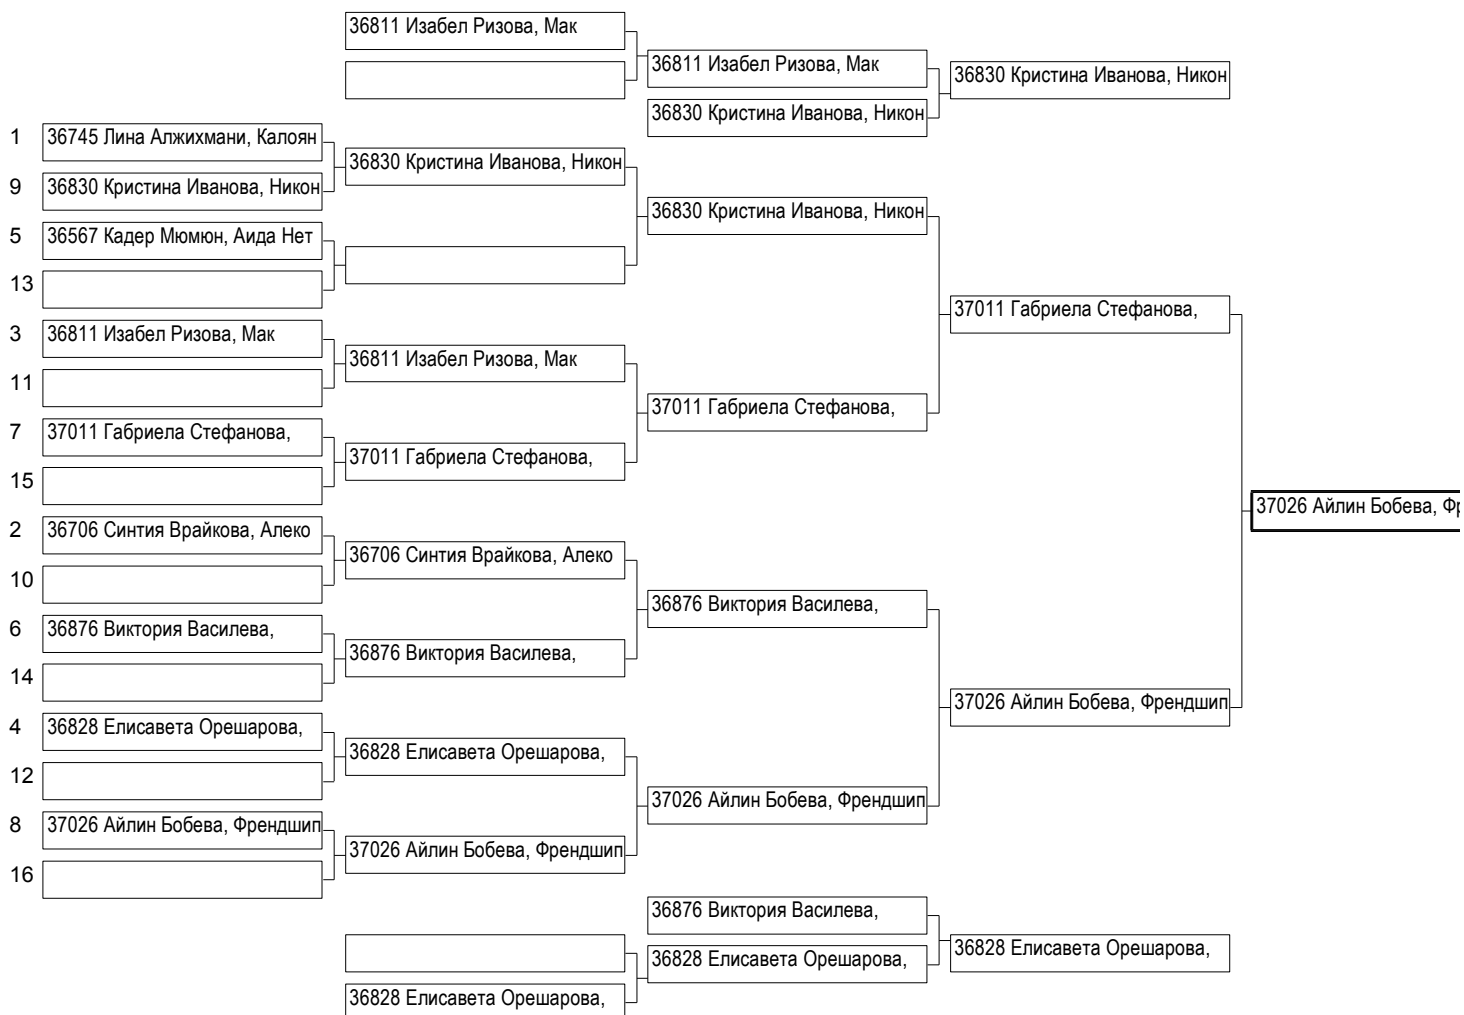 36811 Изабел Ризова, Мак
36811 Изабел Ризова, Мак
36830 Кристина Иванова, Никон
36830 Кристина Иванова, Никон
1 36745 Лина Алжихмани, Калоян
36830 Кристина Иванова, Никон
9 36830 Кристина Иванова, Никон
36830 Кристина Иванова, Никон
5 36567 Кадер Мюмюн, Аида Нет
13
37011 Габриела Стефанова,
3 36811 Изабел Ризова, Мак
36811 Изабел Ризова, Мак
11
37011 Габриела Стефанова,
7 37011 Габриела Стефанова,
37011 Габриела Стефанова,
15
37026 Айлин Бобева, Фр
2 36706 Синтия Врайкова, Алеко
36706 Синтия Врайкова, Алеко
10
36876 Виктория Василева,
6 36876 Виктория Василева,
36876 Виктория Василева,
14
37026 Айлин Бобева, Френдшип
4 36828 Елисавета Орешарова,
36828 Елисавета Орешарова,
12
37026 Айлин Бобева, Френдшип
8 37026 Айлин Бобева, Френдшип
37026 Айлин Бобева, Френдшип
16
36876 Виктория Василева,
36828 Елисавета Орешарова,
36828 Елисавета Орешарова,
36828 Елисавета Орешарова,